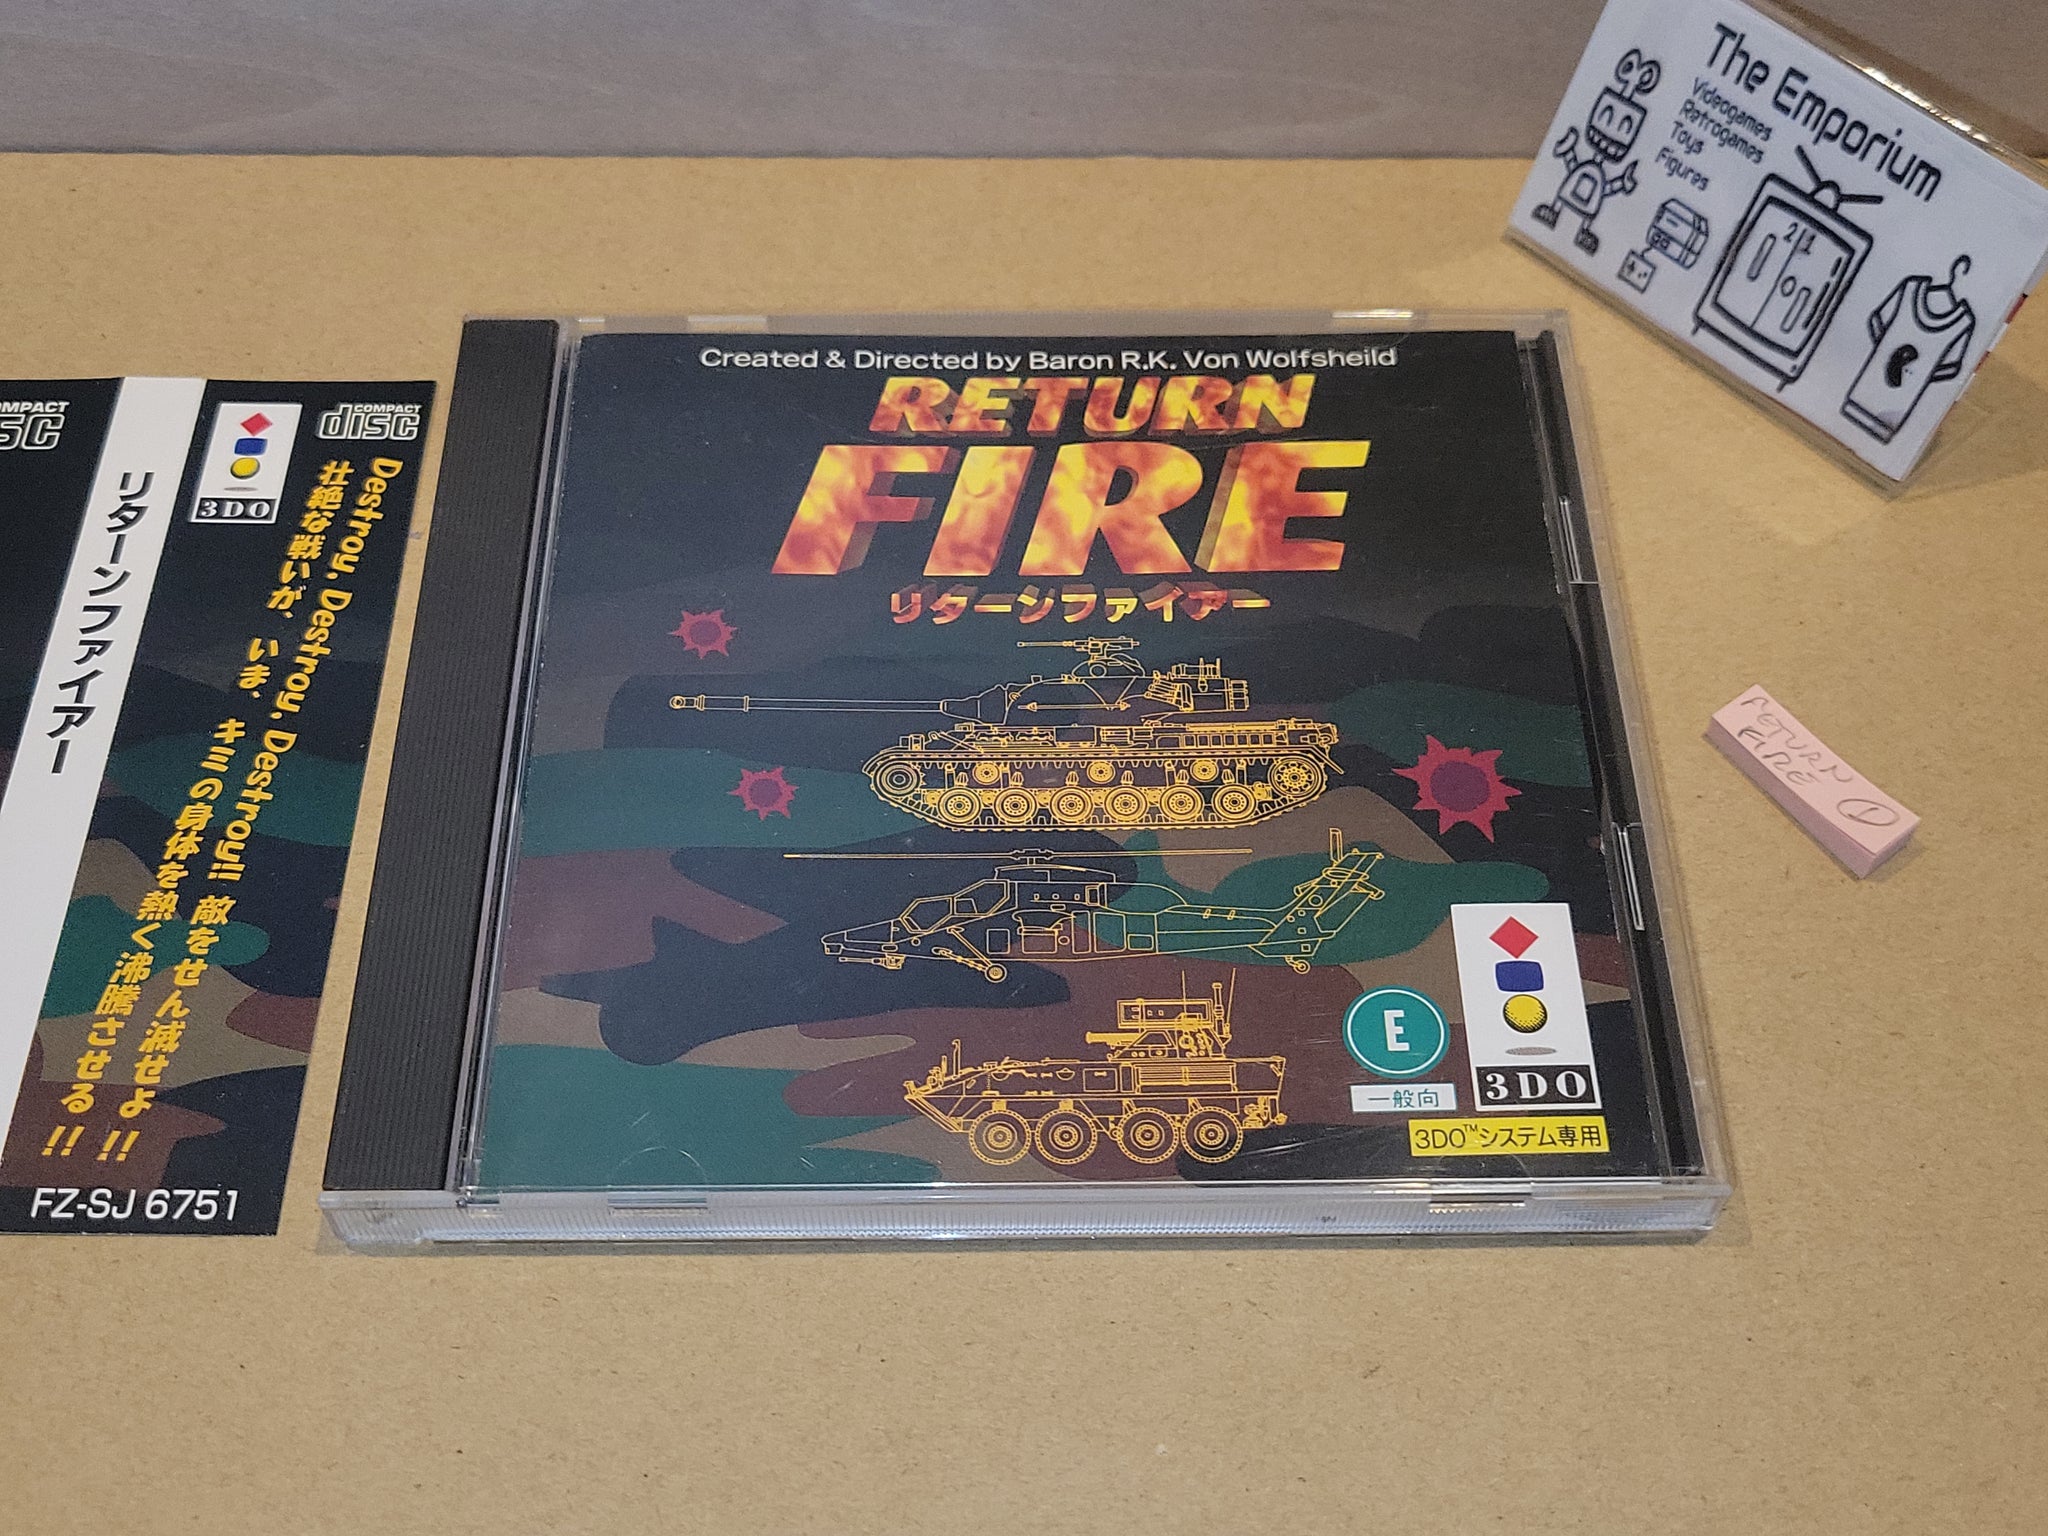 The Emporium
Videogames
Retrogames
Toys
Figures
21
Created & Directed by Baron R.K. Von Wolfsheild
RETURN
FIRE
リターンファイアー
E
一般向
3DO
3DO™システム専用
RETURN
FIRE
COMPACT
disc
リターンファイアー
3DO
Destroy. Destroy. Destroy!! 敵をせん滅せよ!!
壮絶な戦いが、いま、キミの身体を熱く沸騰させる!!
FZ-SJ 6751